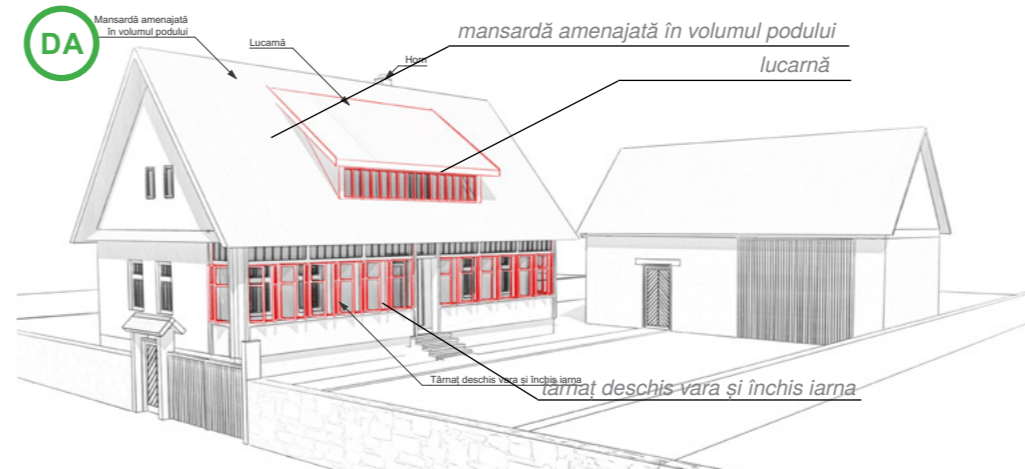 DA
Mansardă amenajată
în volumul podului
Lucarnă
Horn
mansardă amenajată în volumul podului
lucarnă
Târnaț deschis vara și închis iarna
târnaț deschis vara și închis iarna